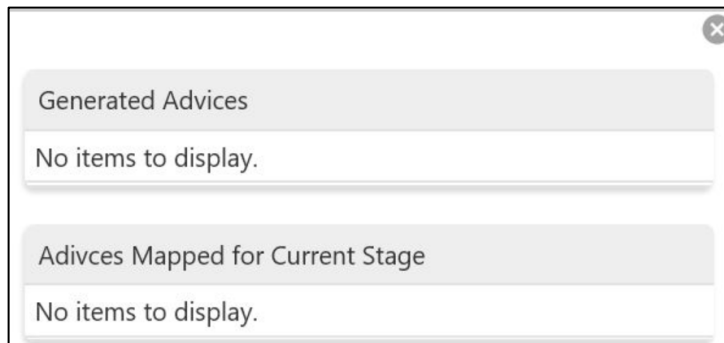 Generated Advices
No items to display.
Adivces Mapped for Current Stage
No items to display.